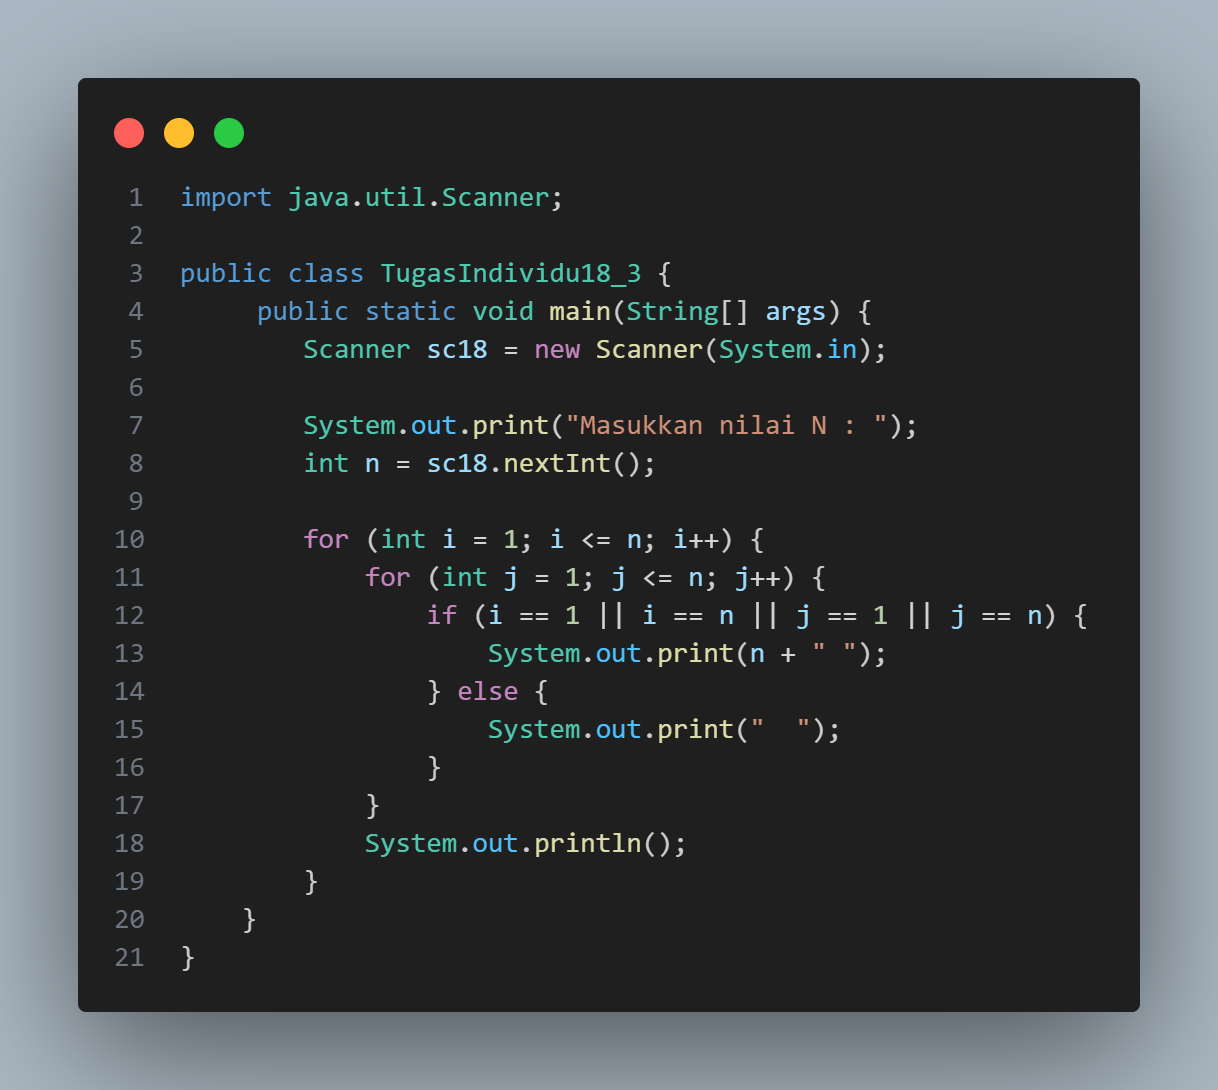 1 import java.util.Scanner;
2
3 public class TugasIndividu18_3 {
4      public static void main(String[] args) {
5         Scanner sc18 = new Scanner(System.in);
6
7         System.out.print("Masukkan nilai N : ");
8         int n = sc18.nextInt();
9
10         for (int i = 1; i <= n; i++) {
11             for (int j = 1; j <= n; j++) {
12                 if (i == 1 || i == n || j == 1 || j == n) {
13                     System.out.print(n + " ");
14                 } else {
15                     System.out.print("  ");
16                 }
17             }
18             System.out.println();
19         }
20     }
21 }